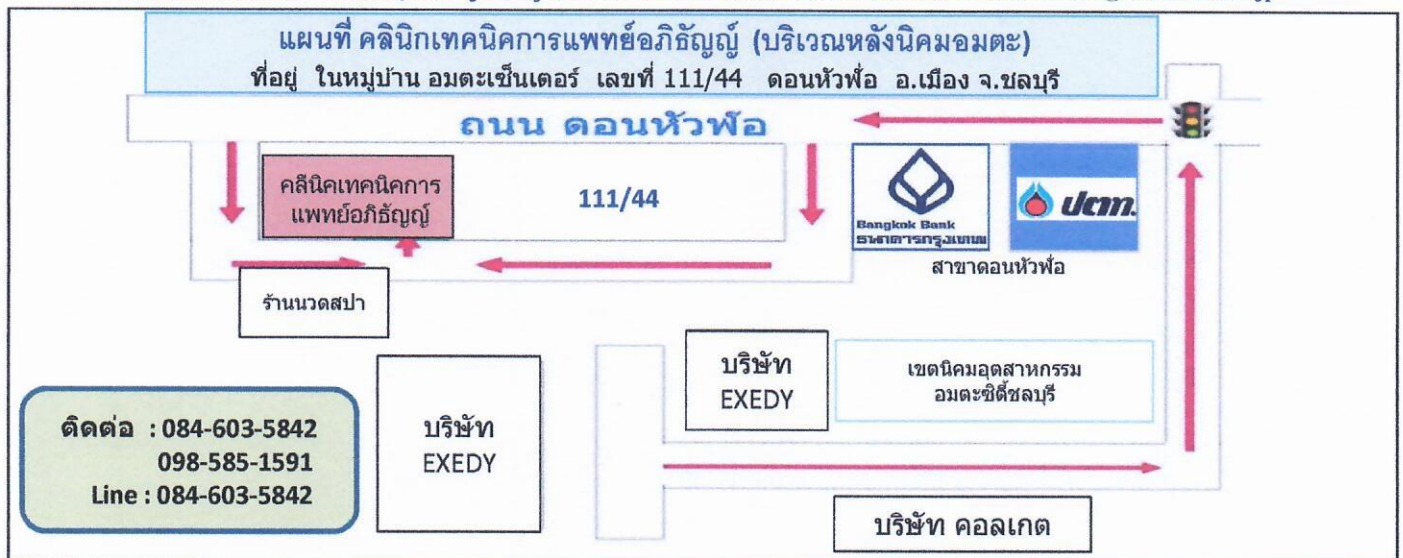 แผนที่ คลินิกเทคนิคการแพทย์อภิธัญญ์ (บริเวณหลังนิคมอมตะ)
ที่อยู่ ในหมู่บ้าน อมตะเซ็นเตอร์ เลขที่ 111/44 ดอนหัวฬ่อ อ.เมือง จ.ชลบุรี
ถนน ดอนหัวฬ่อ
คลีนิคเทคนิคการ
แพทย์อภิธัญญ์
111/44
Bangkok Bank
ธนาคารกรุงเทพ
ปตท.
สาขาดอนหัวฬ่อ
ร้านนวดสปา
บริษัท
EXEDY
เขตนิคมอุตสาหกรรม
อมตะซิตี้ชลบุรี
ติดต่อ : 084-603-5842
098-585-1591
Line : 084-603-5842
บริษัท
EXEDY
บริษัท คอลเกต